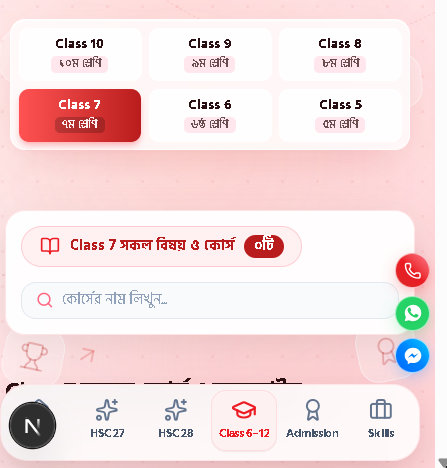 Class 10
১০ম শ্রেণি
Class 9
৯ম শ্রেণি
Class 8
৮ম শ্রেণি
Class 7
৭ম শ্রেণি
Class 6
৬ষ্ঠ শ্রেণি
Class 5
৫ম শ্রেণি
Class 7 সকল বিষয় ও কোর্স
০টি
কোর্সের নাম লিখুন...
N
HSC27
HSC28
Class 6-12
Admission
Skills